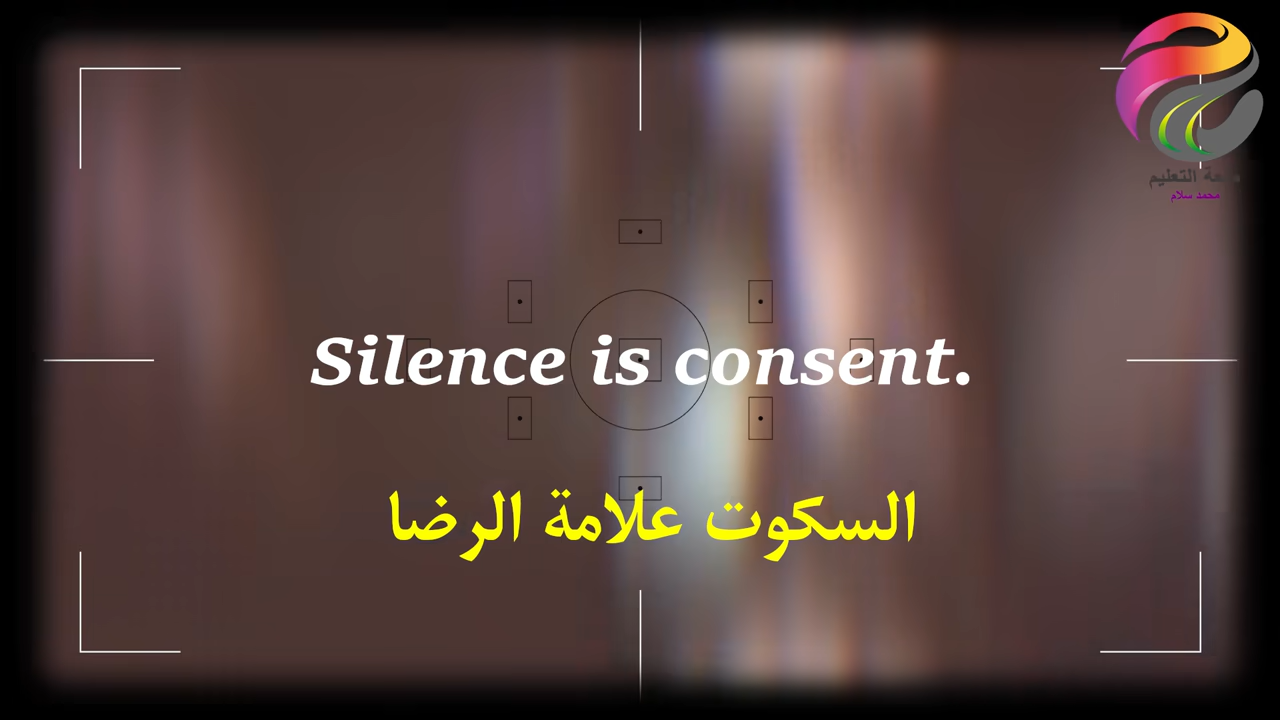 Silence is consent.
السكوت علامة الرضا
التعليم
محمد سلام